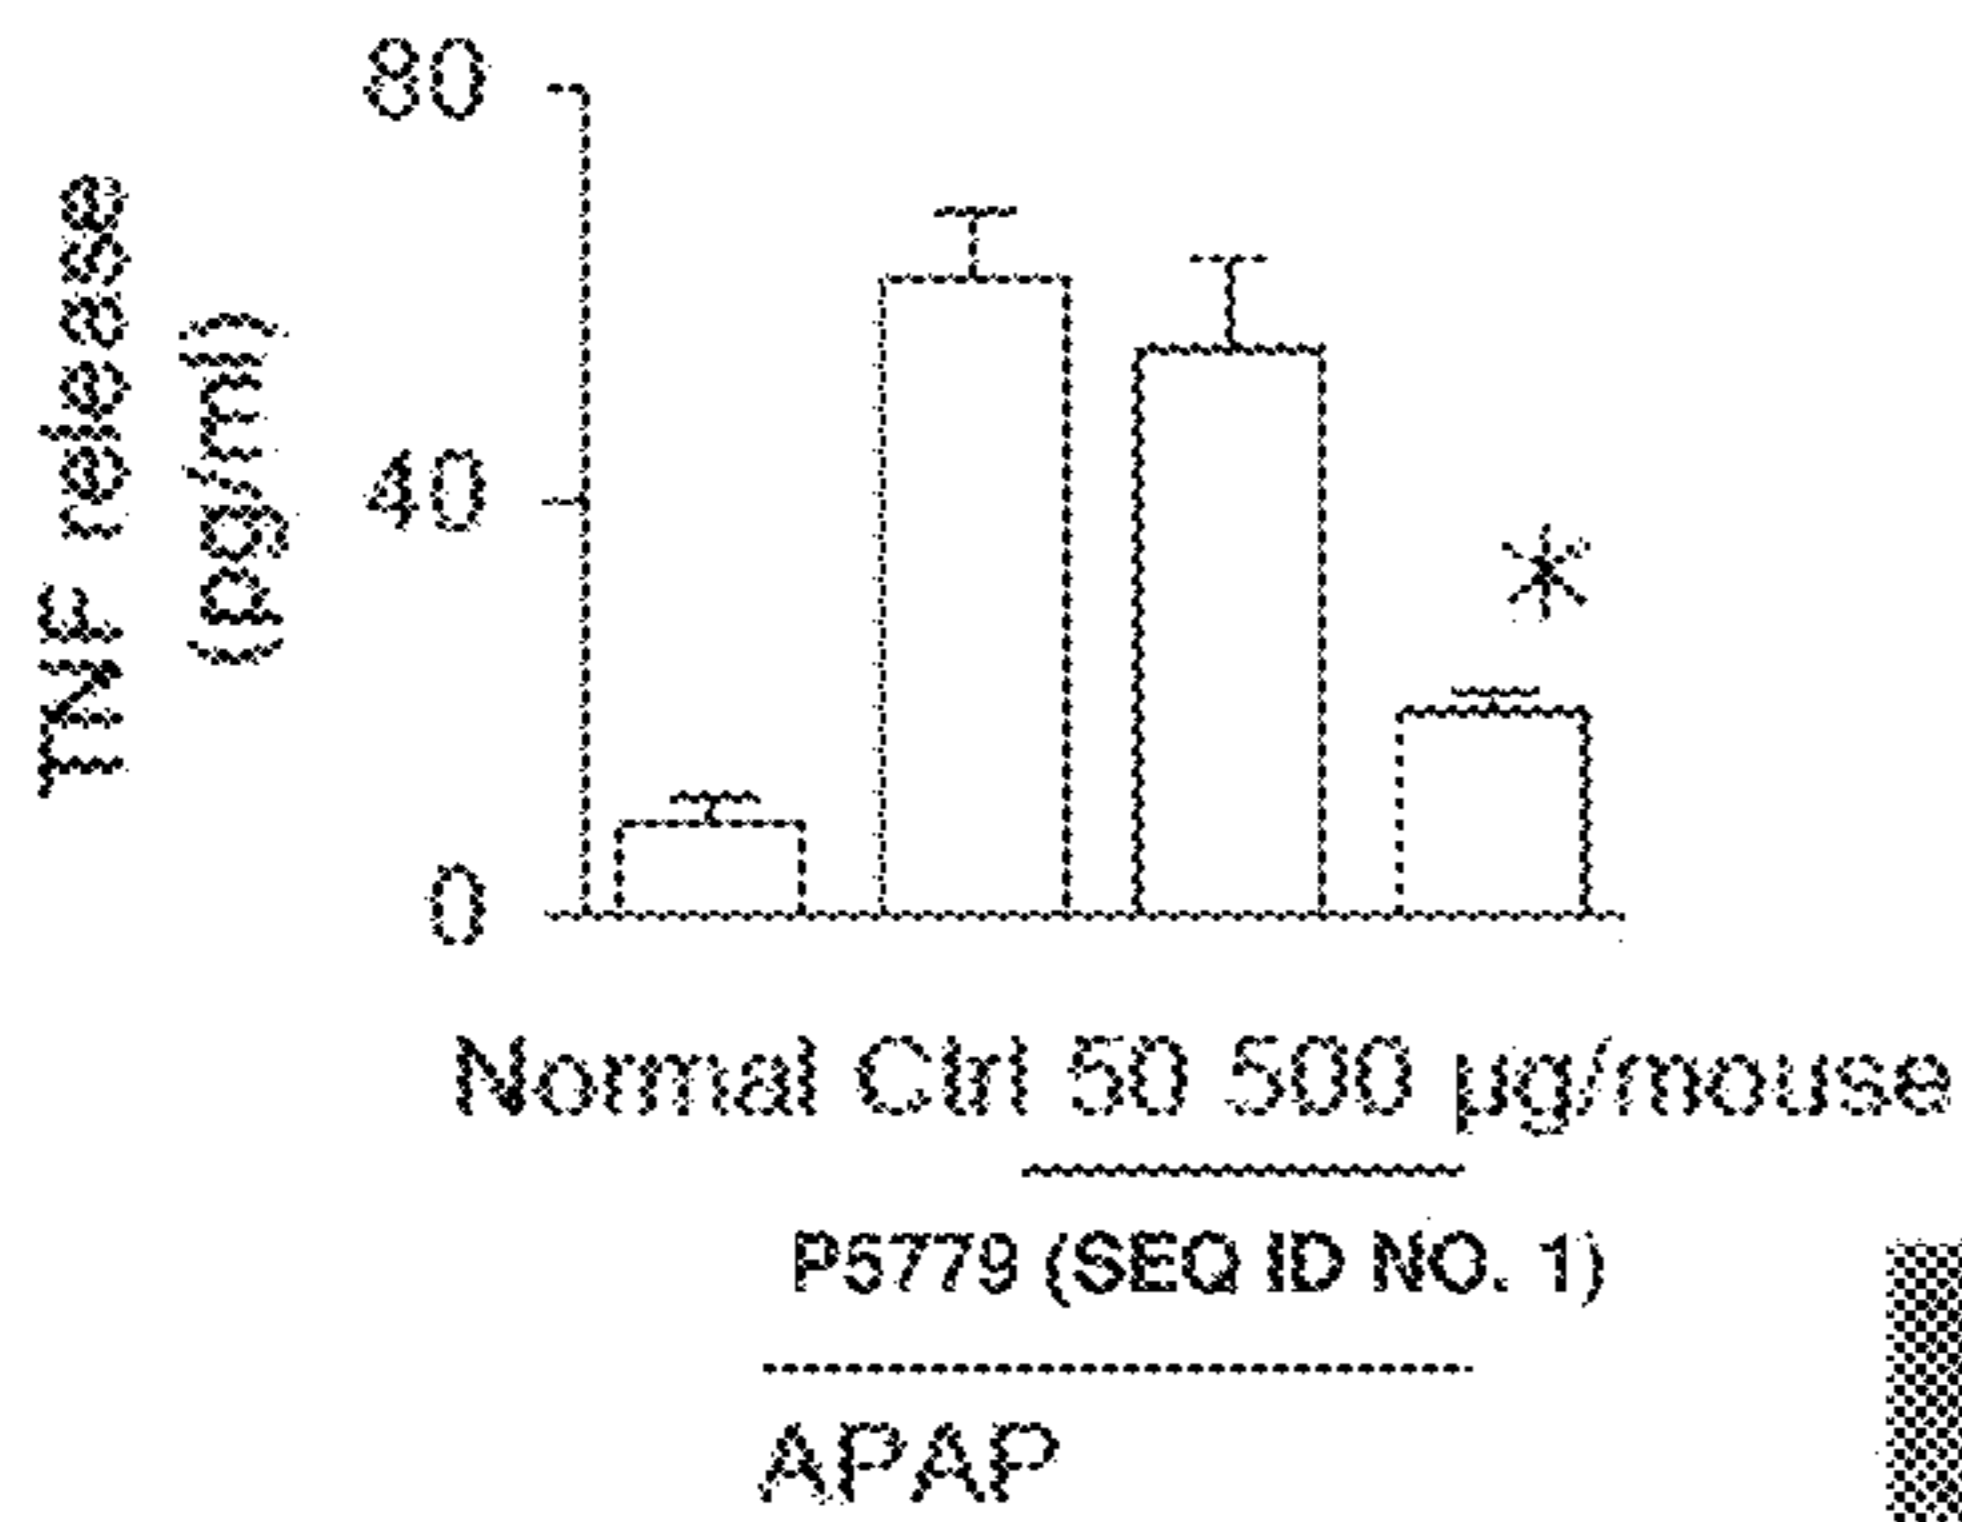 TNF release
(pg/ml)
80
40
0
*
Normal Ctrl 50 500 µg/mouse
P5779 (SEQ ID NO. 1)
APAP